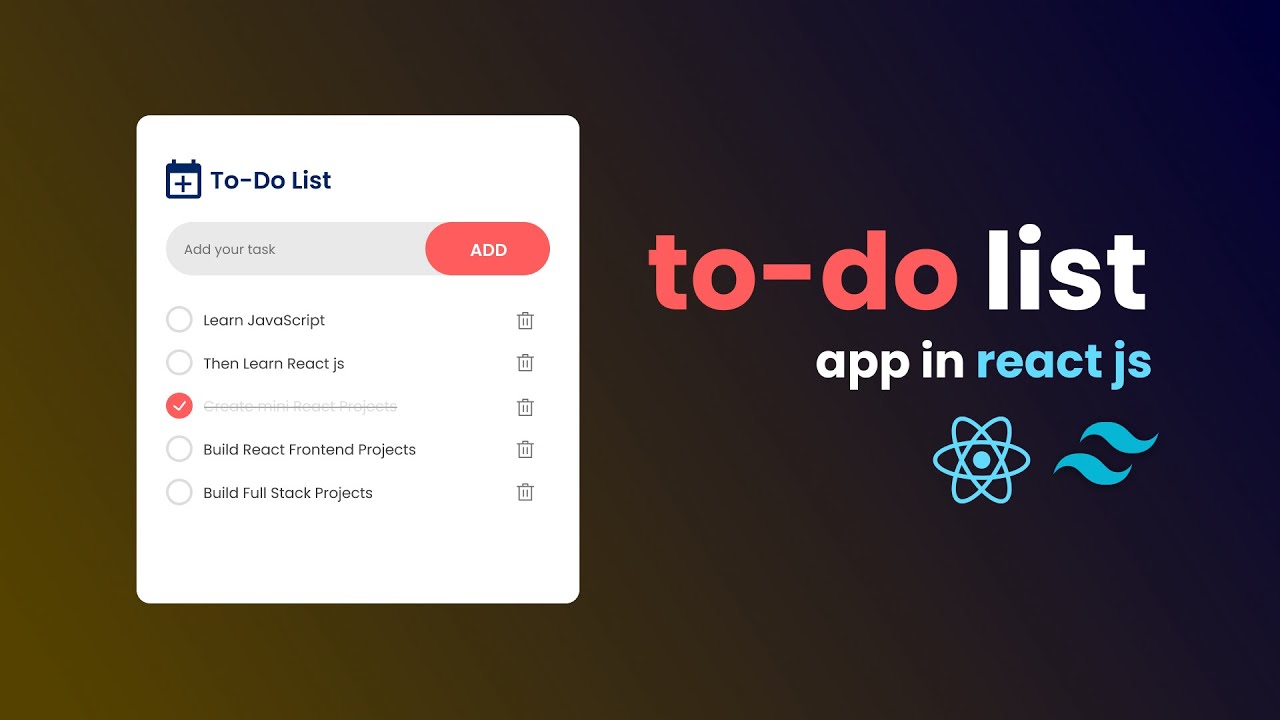 To-Do List
Add your task
ADD
Learn JavaScript
Then Learn React js
Create mini React Projects
Build React Frontend Projects
Build Full Stack Projects
to-do list
app in react js